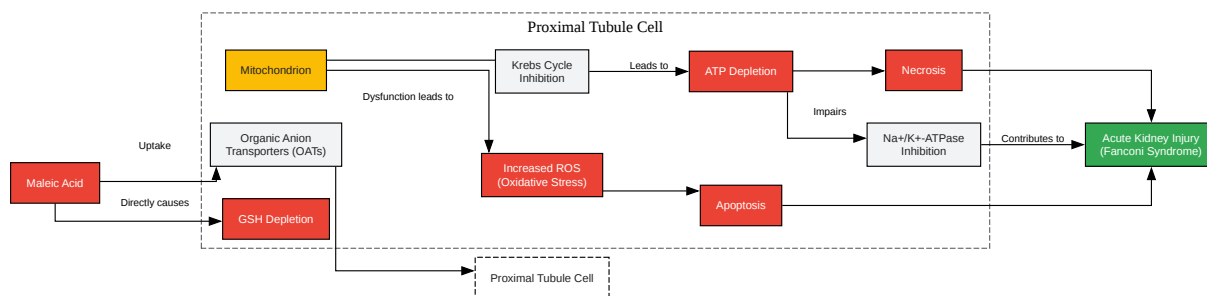 Proximal Tubule Cell
Mitochondrion
Krebs Cycle
Inhibition
Leads to
ATP Depletion
Necrosis
Dysfunction leads to
Impairs
Organic Anion
Transporters (OATs)
Uptake
Na+/K+-ATPase
Inhibition
Contributes to
Acute Kidney Injury
(Fanconi Syndrome)
Maleic Acid
Increased ROS
(Oxidative Stress)
Directly causes
GSH Depletion
Apoptosis
Proximal Tubule Cell